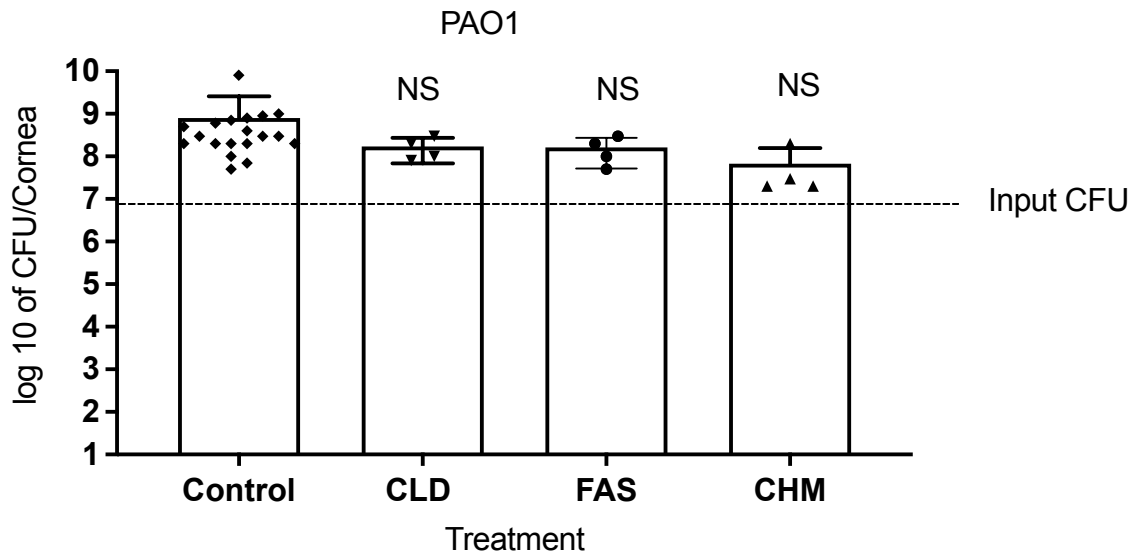 PAO1
log 10 of CFU/Cornea
10
9
8
7
6
5
4
3
2
1
NS
NS
NS
Input CFU
Control
CLD
FAS
CHM
Treatment